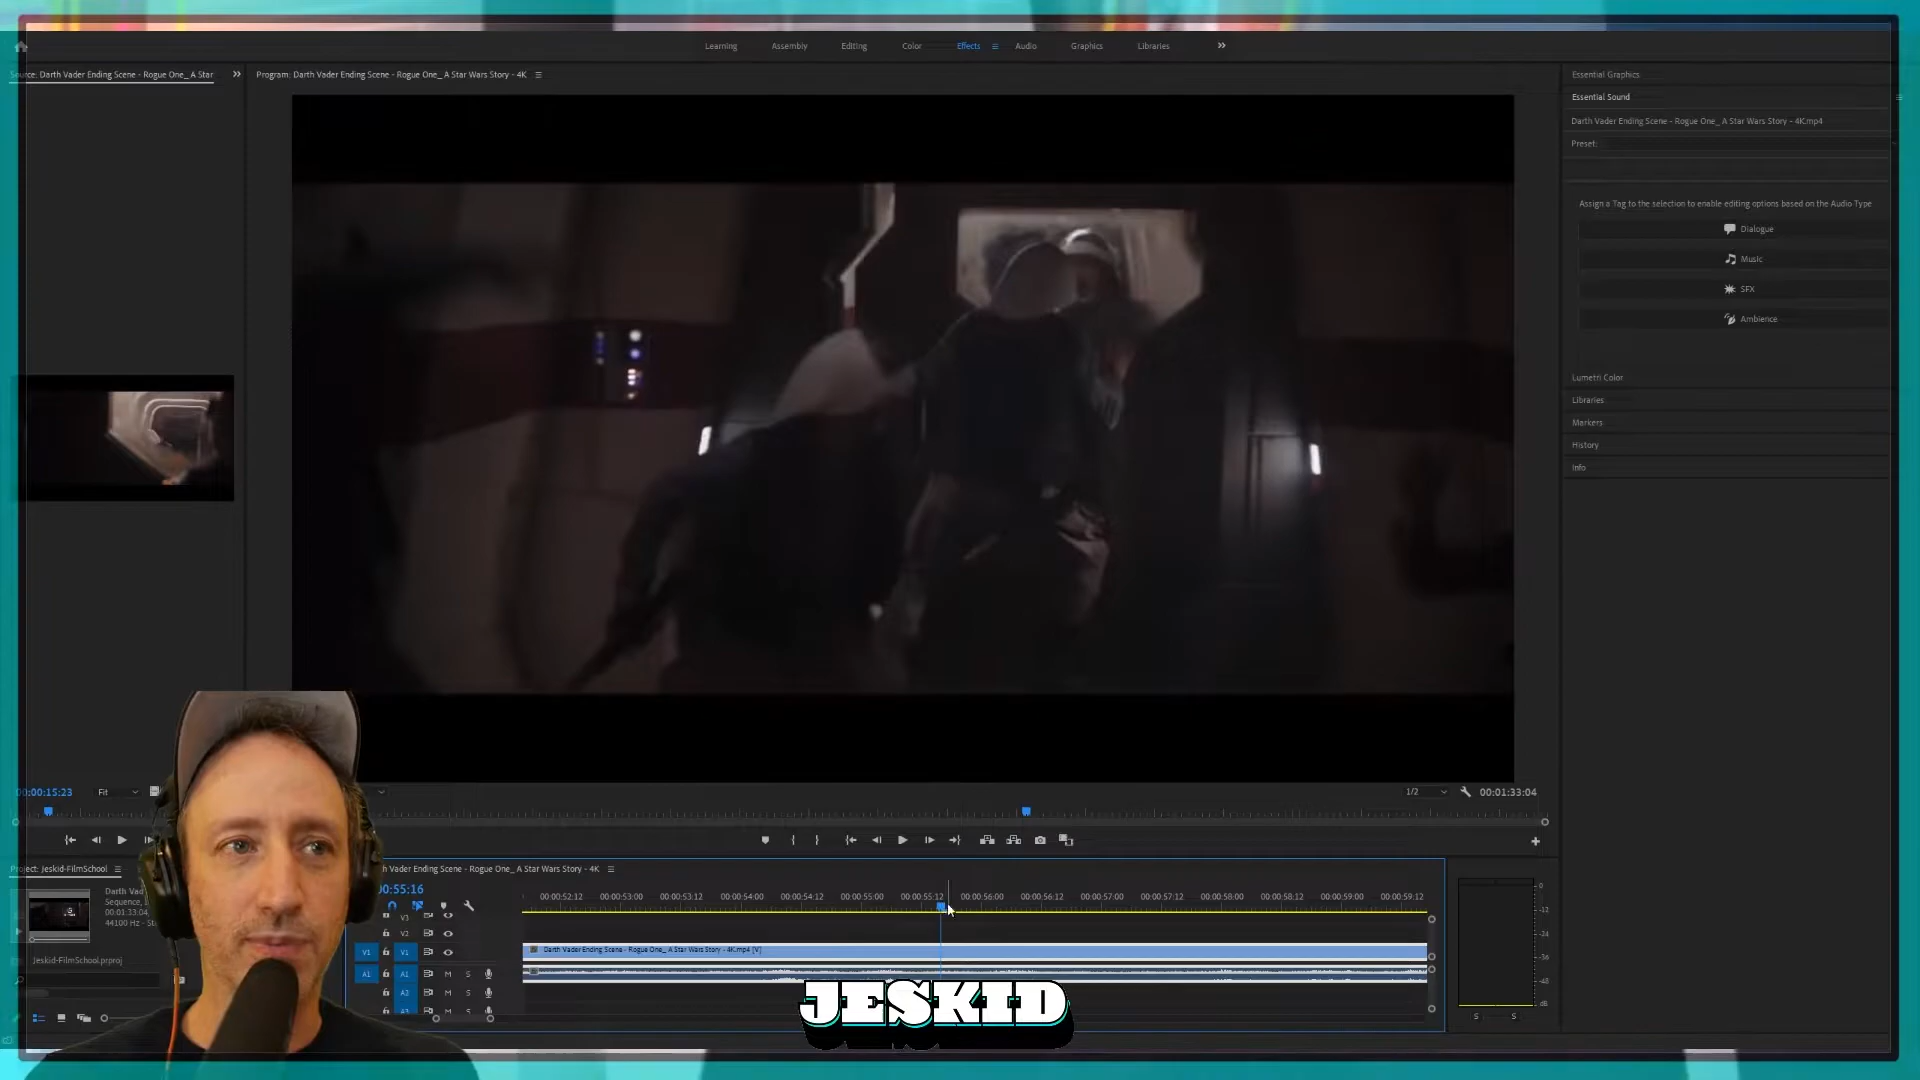 Learning Assembly Editing Color Effects Audio Graphics Libraries
Source: Darth Vader Ending Scene - Rogue One_ A Star
Program: Darth Vader Ending Scene - Rogue One_ A Star Wars Story - 4K
Essential Graphics
Essential Sound
Darth Vader Ending Scene - Rogue One_ A Star Wars Story - 4K.mp4
Preset:
Assign a Tag to the selection to enable editing options based on the Audio Type
Dialogue
Music
SFX
Ambience
Lumetri Color
Libraries
Markers
History
Info
00:00:15:23 Fit 1/2 00:01:33:04
Project: Jeskid-FilmSchool
Darth Vad
Sequence,
00:01:33:04,
44100 Hz - St
Jeskid-FilmSchool.prproj
th Vader Ending Scene - Rogue One_ A Star Wars Story - 4K
00:55:16
00:00:52:12 00:00:53:00 00:00:53:12 00:00:54:00 00:00:54:12 00:00:55:00 00:00:55:12 00:00:56:00 00:00:56:12 00:00:57:00 00:00:57:12 00:00:58:00 00:00:58:12 00:00:59:00 00:00:59:12
V3
V2
V1 V1 Darth Vader Ending Scene - Rogue One_ A Star Wars Story - 4K.mp4 [V]
A1 A1 M S
A2 M S
A3 M S
0
-12
-24
-36
-48
dB
S S
JESKID